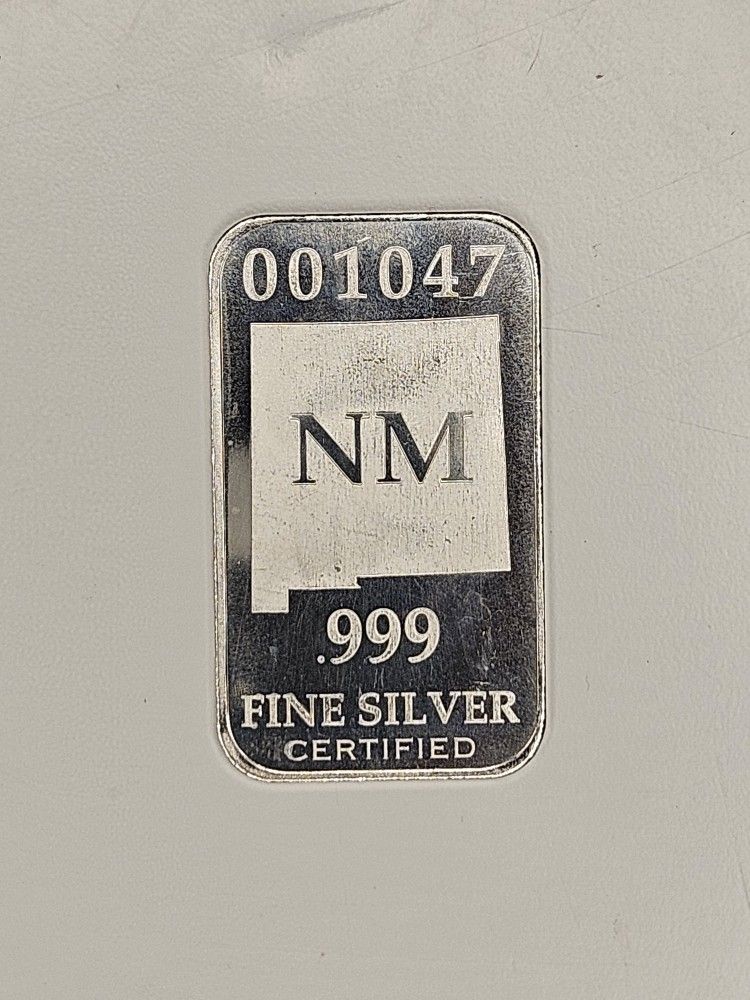 001047
NM
.999
FINE SILVER
CERTIFIED